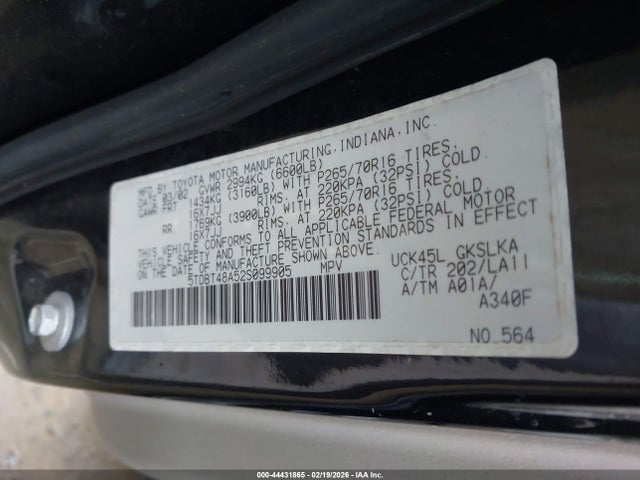 MFD. BY:
TOYOTA MOTOR MANUFACTURING.INDIANA,INC.
DATE 03/02 GVWR 2994KG (6600LB)
GAWR FRT 1434KG (3160LB) WITH P265/70R16 TIRES,
16X7JJ RIMS, AT 220KPA (32PSI) COLD
RR 1769KG (3900LB) WITH P265/70R16 TIRES,
16X7JJ RIMS, AT 220KPA (32PSI) COLD.
THIS VEHICLE CONFORMS TO ALL APPLICABLE FEDERAL MOTOR
VEHICLE SAFETY AND THEFT PREVENTION STANDARDS IN EFFECT
ON THE DATE OF MANUFACTURE SHOWN ABOVE.
5TDBT48A52S099905 MPV
UCK45L GKSLKA
C/TR 202/LA11
A/TM A01A/
A340F
NO.564
000-44431865 | 02/19/2026 - IAA Inc.